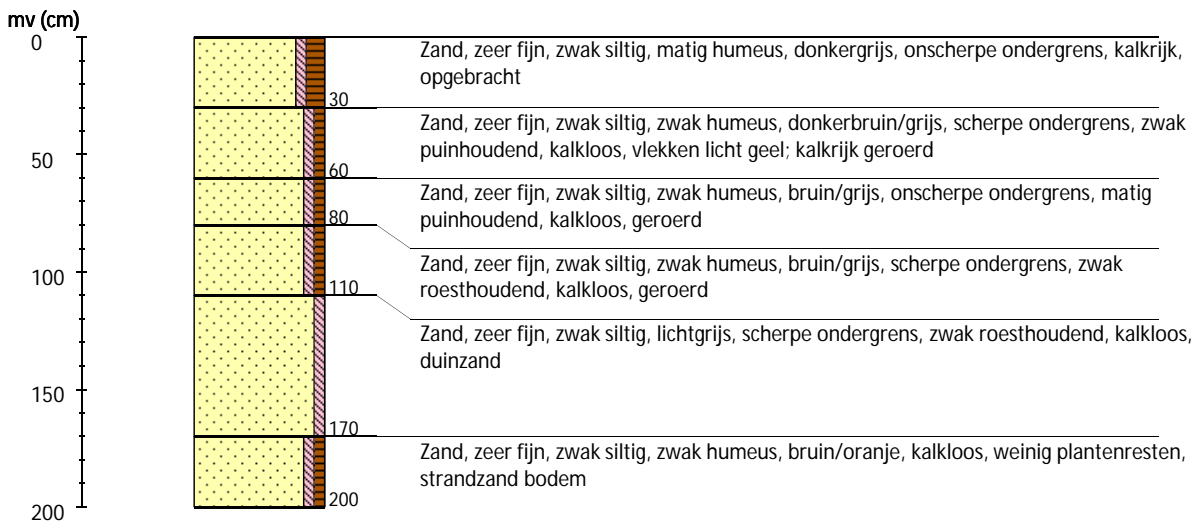 mv (cm)
0
Zand, zeer fijn, zwak siltig, matig humeus, donkergrijs, onscherpe ondergrens, kalkrijk,
opgebracht
30
Zand, zeer fijn, zwak siltig, zwak humeus, donkerbruin/grijs, scherpe ondergrens, zwak
puinhoudend, kalkloos, vlekken licht geel; kalkrijk geroerd
50
60
Zand, zeer fijn, zwak siltig, zwak humeus, bruin/grijs, onscherpe ondergrens, matig
puinhoudend, kalkloos, geroerd
80
Zand, zeer fijn, zwak siltig, zwak humeus, bruin/grijs, scherpe ondergrens, zwak
roesthoudend, kalkloos, geroerd
100
110
Zand, zeer fijn, zwak siltig, lichtgrijs, scherpe ondergrens, zwak roesthoudend, kalkloos,
duinzand
150
170
Zand, zeer fijn, zwak siltig, zwak humeus, bruin/oranje, kalkloos, weinig plantenresten,
strandzand bodem
200
200